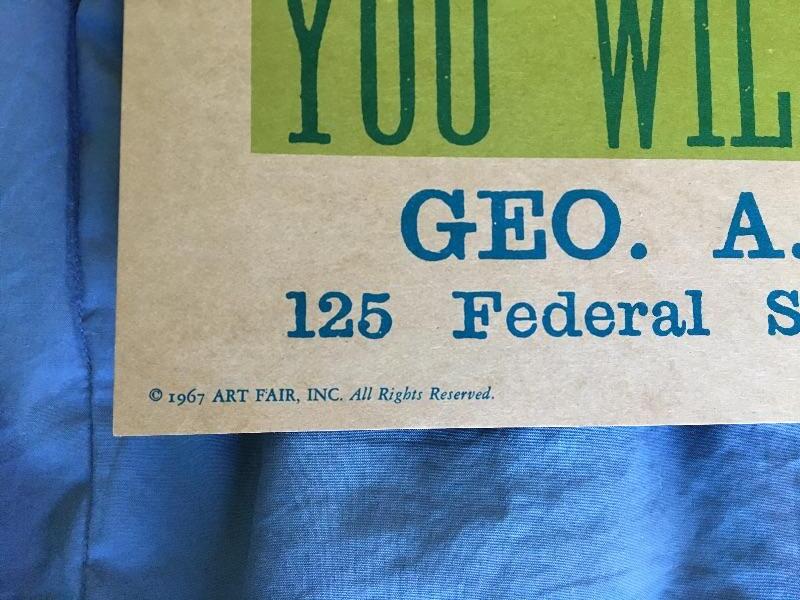 YOU WIL
GEO. A.
125 Federal S
© 1967 ART FAIR, INC. All Rights Reserved.